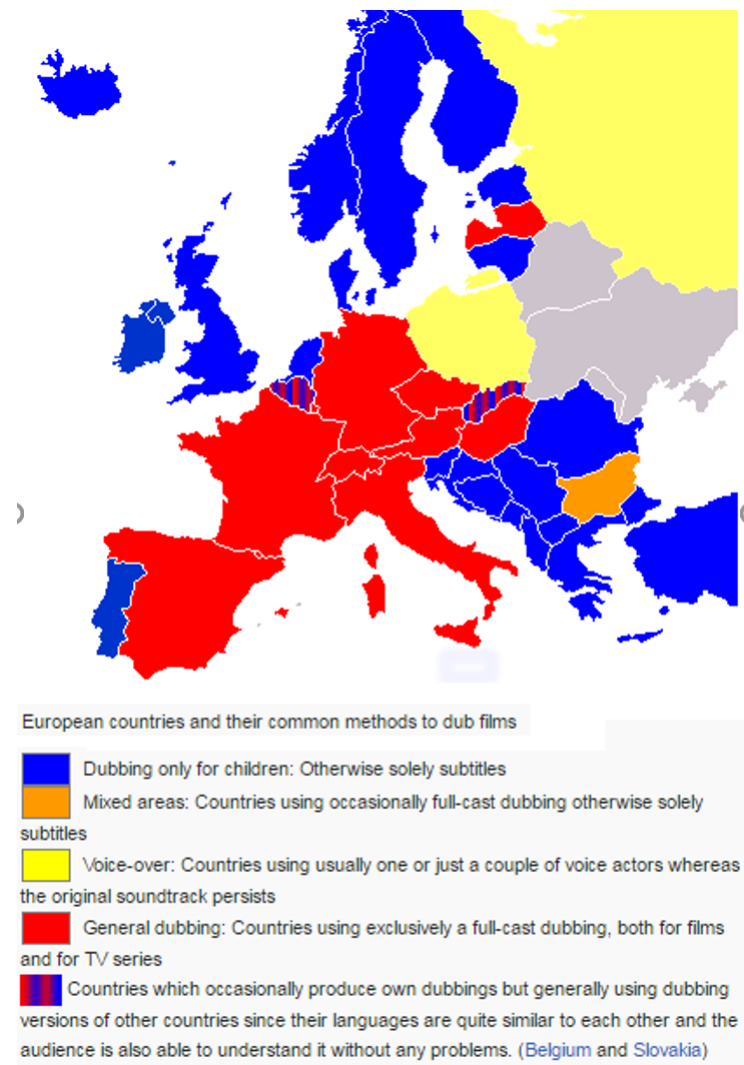 European countries and their common methods to dub films
Dubbing only for children: Otherwise solely subtitles
Mixed areas: Countries using occasionally full-cast dubbing otherwise solely
subtitles
Voice-over: Countries using usually one or just a couple of voice actors whereas
the original soundtrack persists
General dubbing: Countries using exclusively a full-cast dubbing, both for films
and for TV series
Countries which occasionally produce own dubbings but generally using dubbing
versions of other countries since their languages are quite similar to each other and the
audience is also able to understand it without any problems. (Belgium and Slovakia)